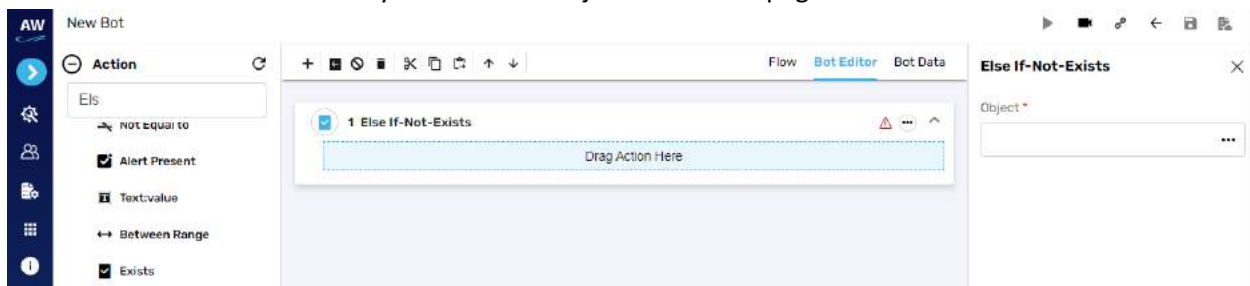 AW New Bot
Action
Els
Not Equal to
Alert Present
Text:value
Between Range
Exists
Flow Bot Editor Bot Data
1 Else If-Not-Exists
Drag Action Here
Else If-Not-Exists
Object *